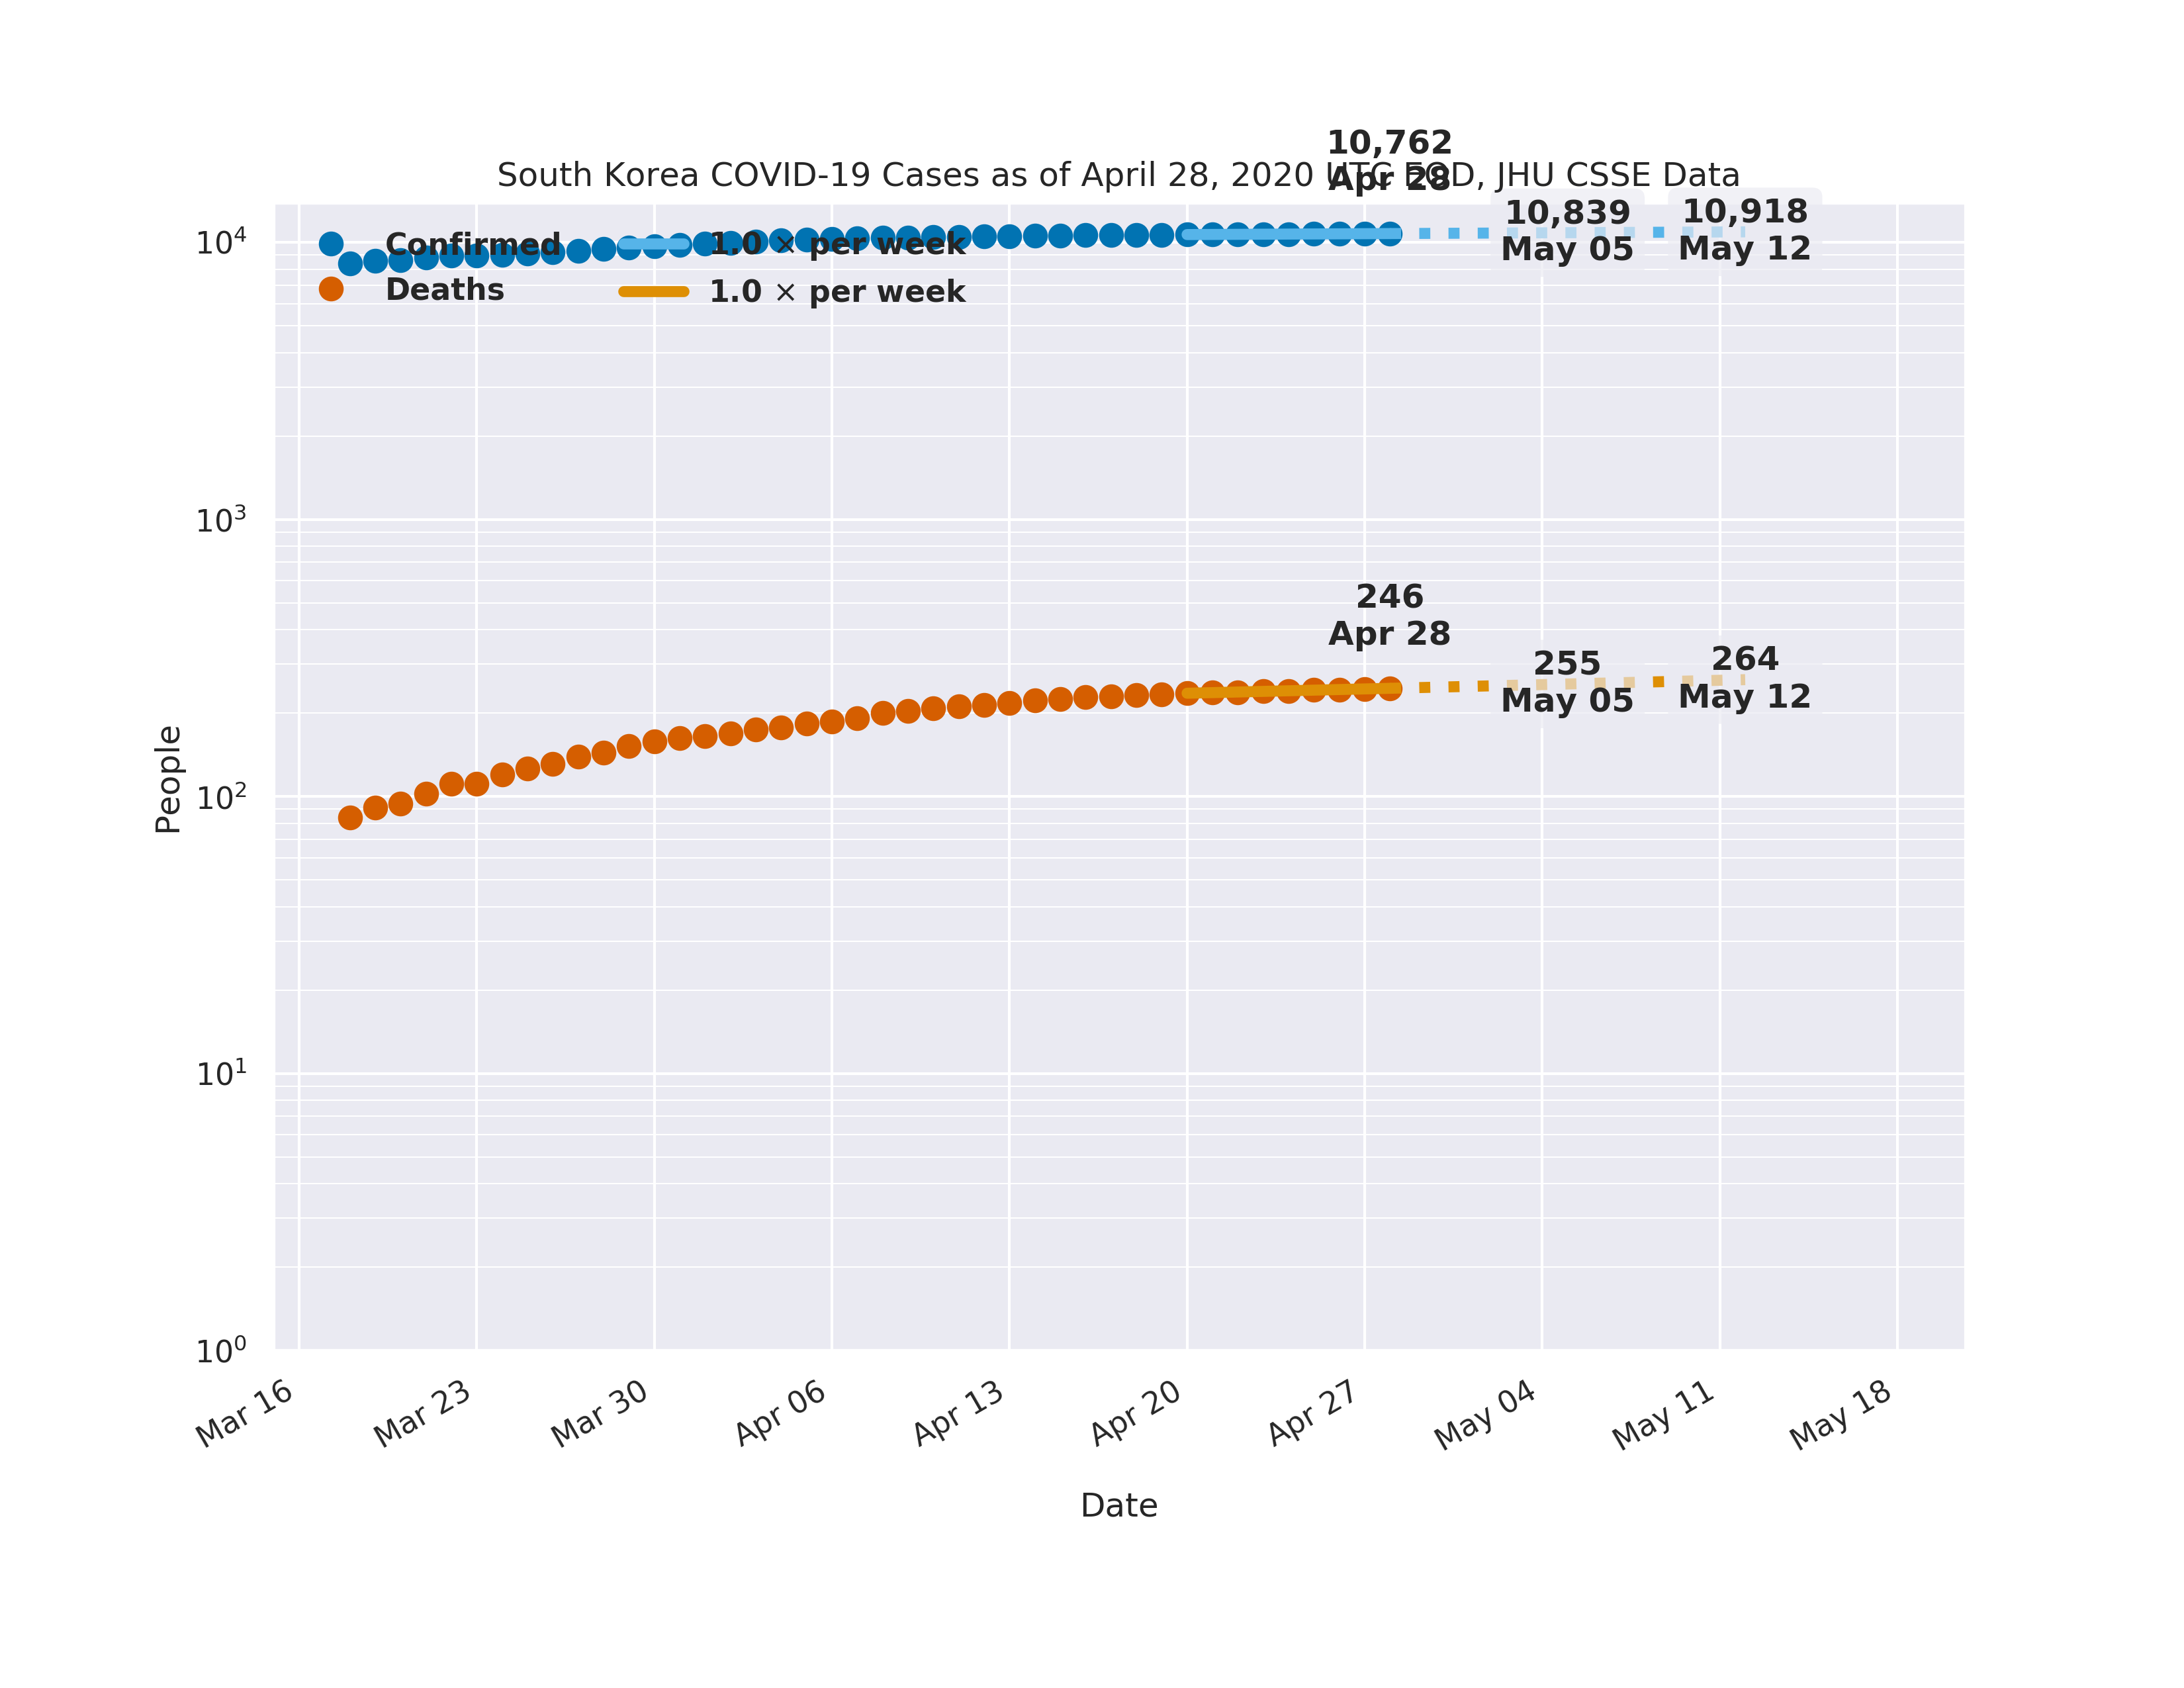 10,762
Apr 28
South Korea COVID-19 Cases as of April 28, 2020 UTC EOD, JHU CSSE Data
10,839
May 05
10,918
May 12
Confirmed
1.0 × per week
Deaths
1.0 × per week
246
Apr 28
255
May 05
264
May 12
People
10⁴
10³
10²
10¹
10⁰
Mar 16
Mar 23
Mar 30
Apr 06
Apr 13
Apr 20
Apr 27
May 04
May 11
May 18
Date